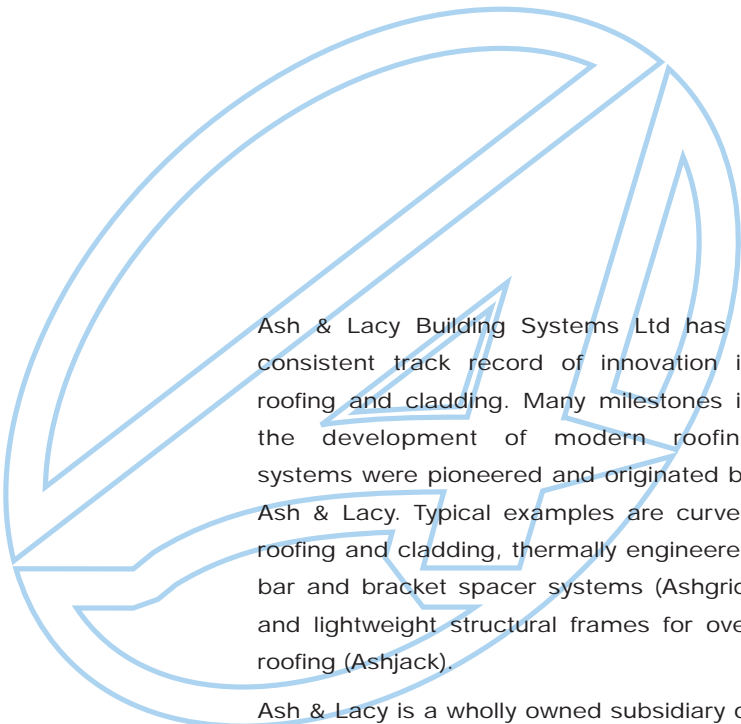 Ash & Lacy Building Systems Ltd has
consistent track record of innovation i
roofing and cladding. Many milestones i
the development of modern roofin
systems were pioneered and originated b
Ash & Lacy. Typical examples are curve
roofing and cladding, thermally engineere
bar and bracket spacer systems (Ashgri
and lightweight structural frames for ove
roofing (Ashjack).
Ash & Lacy is a wholly owned subsidiary o